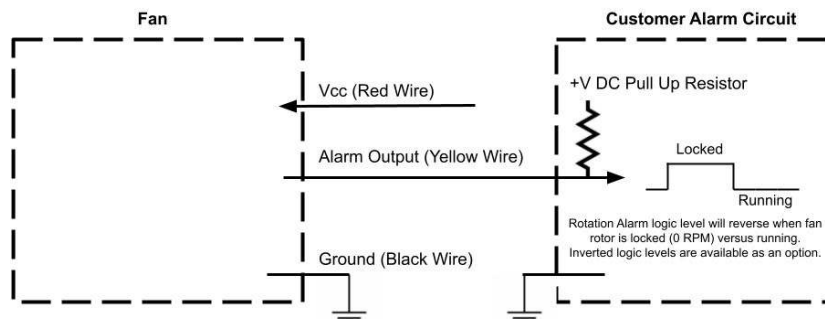 Fan
Customer Alarm Circuit
Vcc (Red Wire)
+V DC Pull Up Resistor
Alarm Output (Yellow Wire)
Locked
Running
Rotation Alarm logic level will reverse when fan
rotor is locked (0 RPM) versus running.
Inverted logic levels are available as an option.
Ground (Black Wire)